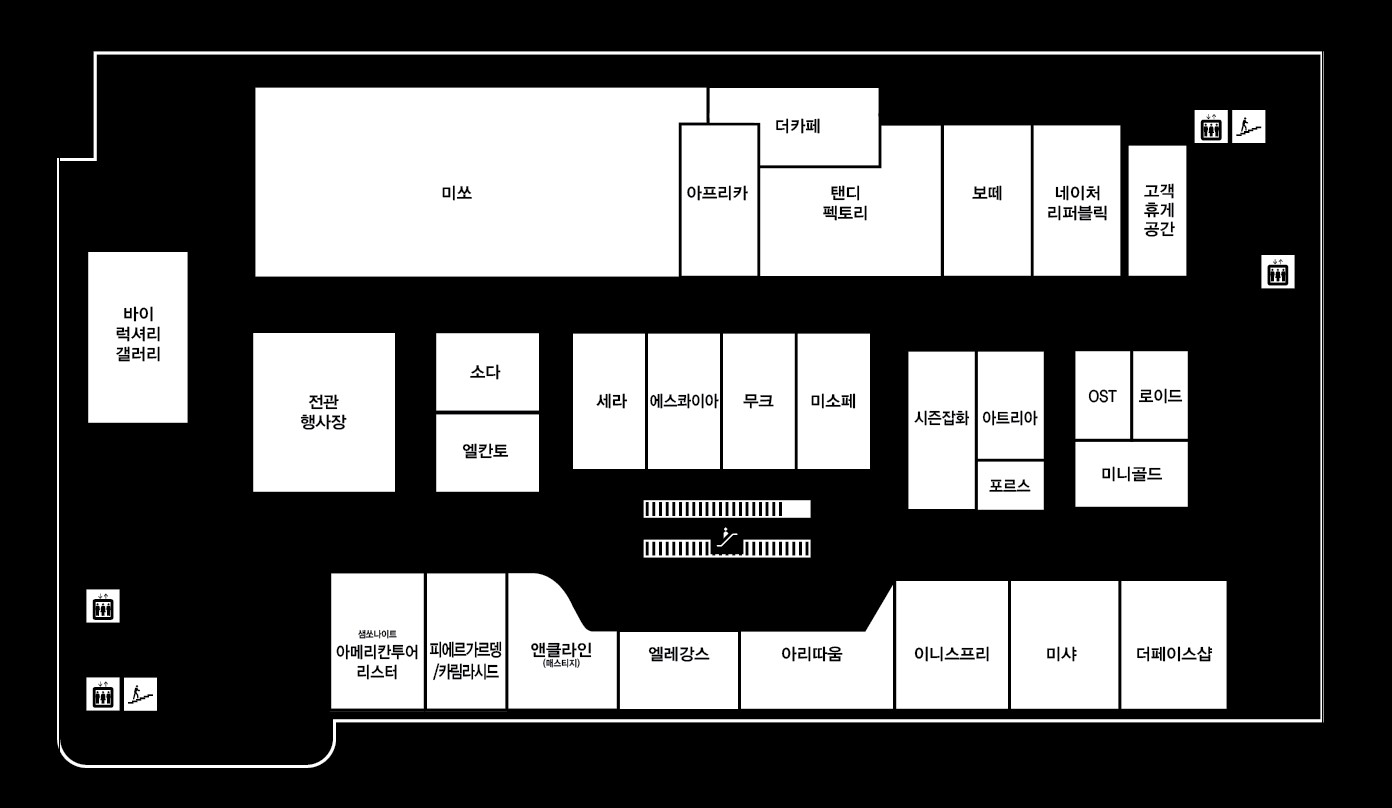 더카페
미쏘
아프리카
탠디
펙토리
보떼
네이처
리퍼블릭
고객
휴게
공간
바이
럭셔리
갤러리
전관
행사장
소다
엘칸토
세라
에스콰이아
무크
미소페
시즌잡화
아트리아
포르스
OST
로이드
미니골드
샘쏘나이트
아메리칸투어
리스터
피에르가르뎅
/카림라시드
앤클라인
(매스티지)
엘레강스
아리따움
이니스프리
미샤
더페이스샵